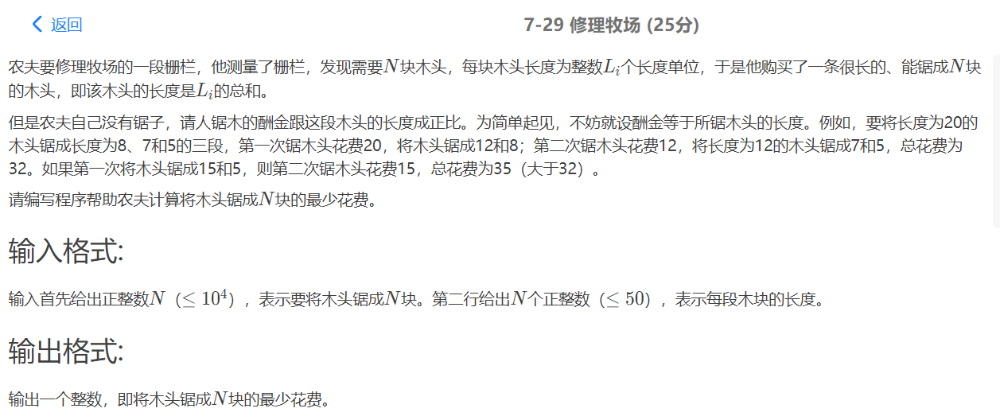 返回
7-29 修理牧场 (25分)
农夫要修理牧场的一段栅栏，他测量了栅栏，发现需要N块木头，每块木头长度为整数Lᵢ个长度单位，于是他购买了一条很长的、能锯成N块
的木头，即该木头的长度是Lᵢ的总和。
但是农夫自己没有锯子，请人锯木的酬金跟这段木头的长度成正比。为简单起见，不妨就设酬金等于所锯木头的长度。例如，要将长度为20的
木头锯成长度为8、7和5的三段，第一次锯木头花费20，将木头锯成12和8；第二次锯木头花费12，将长度为12的木头锯成7和5，总花费为
32。如果第一次将木头锯成15和5，则第二次锯木头花费15，总花费为35（大于32）。
请编写程序帮助农夫计算将木头锯成N块的最少花费。
输入格式:
输入首先给出正整数N（≤ 10⁴），表示要将木头锯成N块。第二行给出N个正整数（≤ 50），表示每段木块的长度。
输出格式:
输出一个整数，即将木头锯成N块的最少花费。